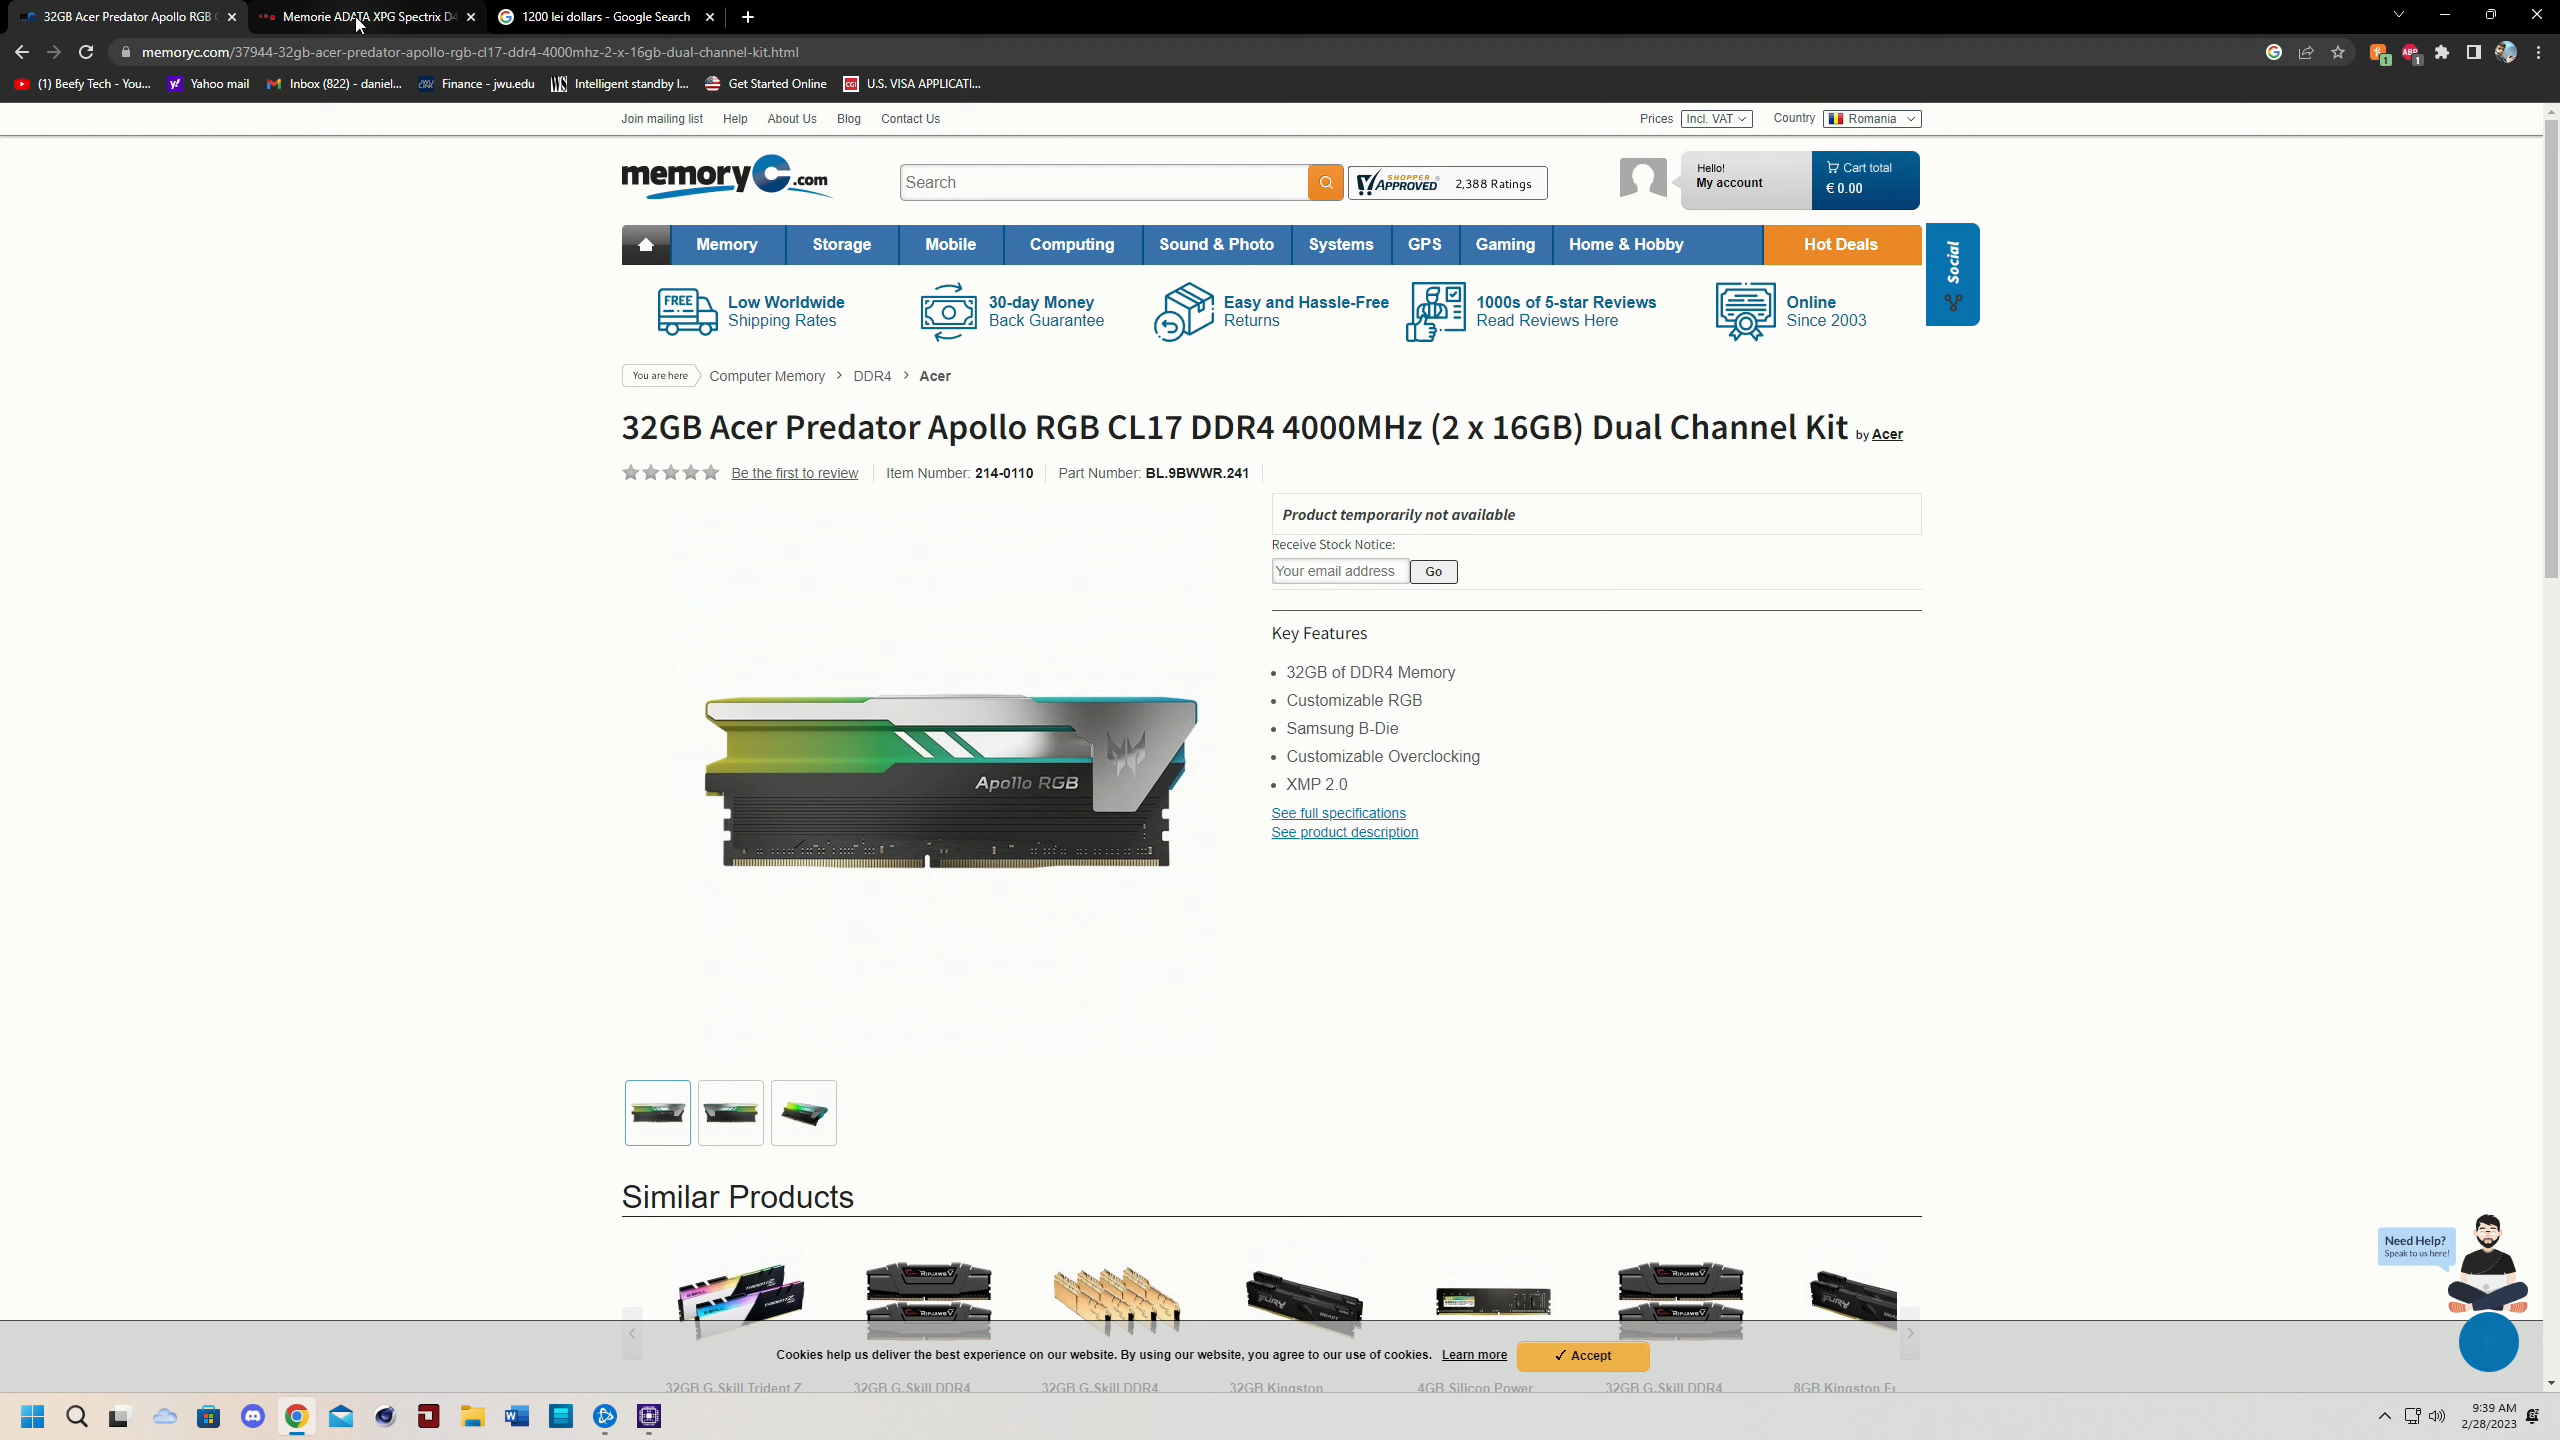 32GB Acer Predator Apollo RGB
Memorie ADATA XPG Spectrix D4
1200 lei dollars - Google Search
memoryc.com/37944-32gb-acer-predator-apollo-rgb-cl17-ddr4-4000mhz-2-x-16gb-dual-channel-kit.html
(1) Beefy Tech - You...
Yahoo mail
Inbox (822) - daniel...
Finance - jwu.edu
Intelligent standby l...
Get Started Online
U.S. VISA APPLICATI...
Join mailing list Help About Us Blog Contact Us
Prices Incl. VAT Country Romania
memoryC.com
Search
SHOPPER APPROVED 2,388 Ratings
Hello!
My account
Cart total
€ 0.00
Memory Storage Mobile Computing Sound & Photo Systems GPS Gaming Home & Hobby Hot Deals
Social
FREE
Low Worldwide
Shipping Rates
30-day Money
Back Guarantee
Easy and Hassle-Free
Returns
1000s of 5-star Reviews
Read Reviews Here
Online
Since 2003
You are here Computer Memory > DDR4 > Acer
32GB Acer Predator Apollo RGB CL17 DDR4 4000MHz (2 x 16GB) Dual Channel Kit by Acer
Be the first to review Item Number: 214-0110 Part Number: BL.9BWWR.241
Product temporarily not available
Receive Stock Notice:
Your email address Go
Key Features
• 32GB of DDR4 Memory
• Customizable RGB
• Samsung B-Die
• Customizable Overclocking
• XMP 2.0
See full specifications
See product description
Apollo RGB
Similar Products
Need Help?
Speak to us here!
Cookies help us deliver the best experience on our website. By using our website, you agree to our use of cookies. Learn more ✓ Accept
32GB G.Skill Trident Z 32GB G.Skill DDR4 32GB G.Skill DDR4 32GB Kingston 4GB Silicon Power 32GB G.Skill DDR4 8GB Kingston Fu
9:39 AM
2/28/2023